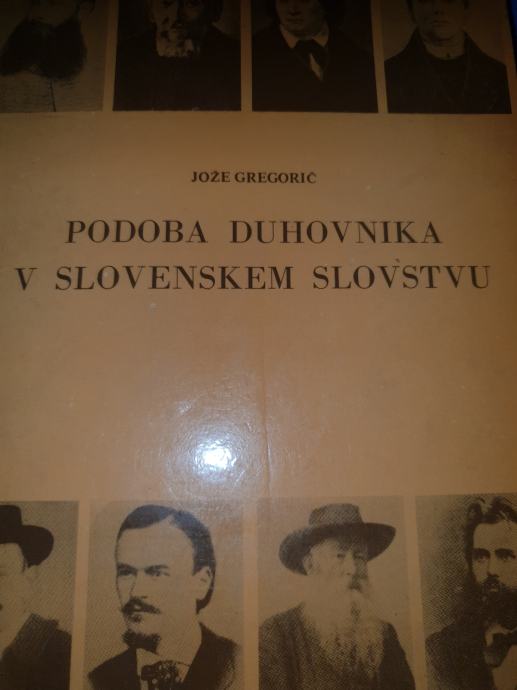 JOŽE GREGORIČ
PODOBA DUHOVNIKA
V SLOVENSKEM SLOVSTVU